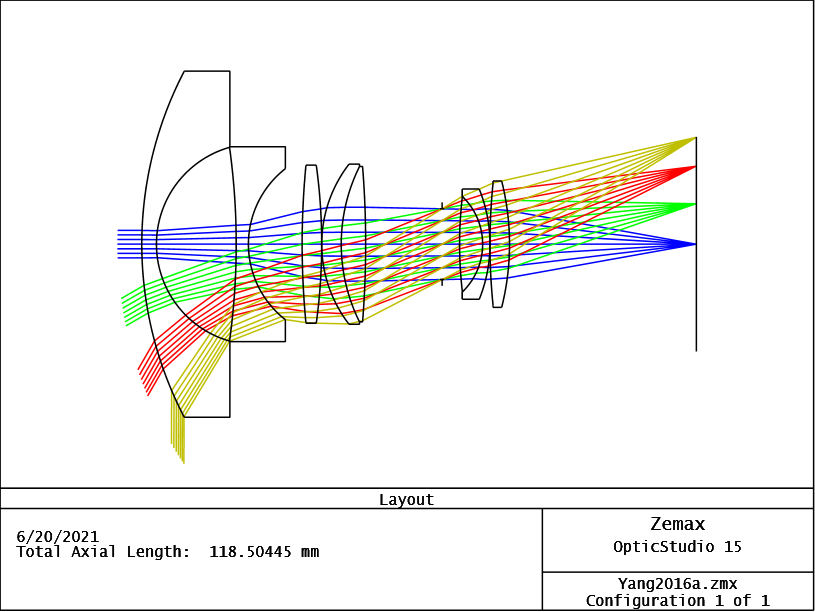 Layout
6/20/2021
Total Axial Length:  118.50445 mm
Zemax
OpticStudio 15
Yang2016a.zmx
Configuration 1 of 1